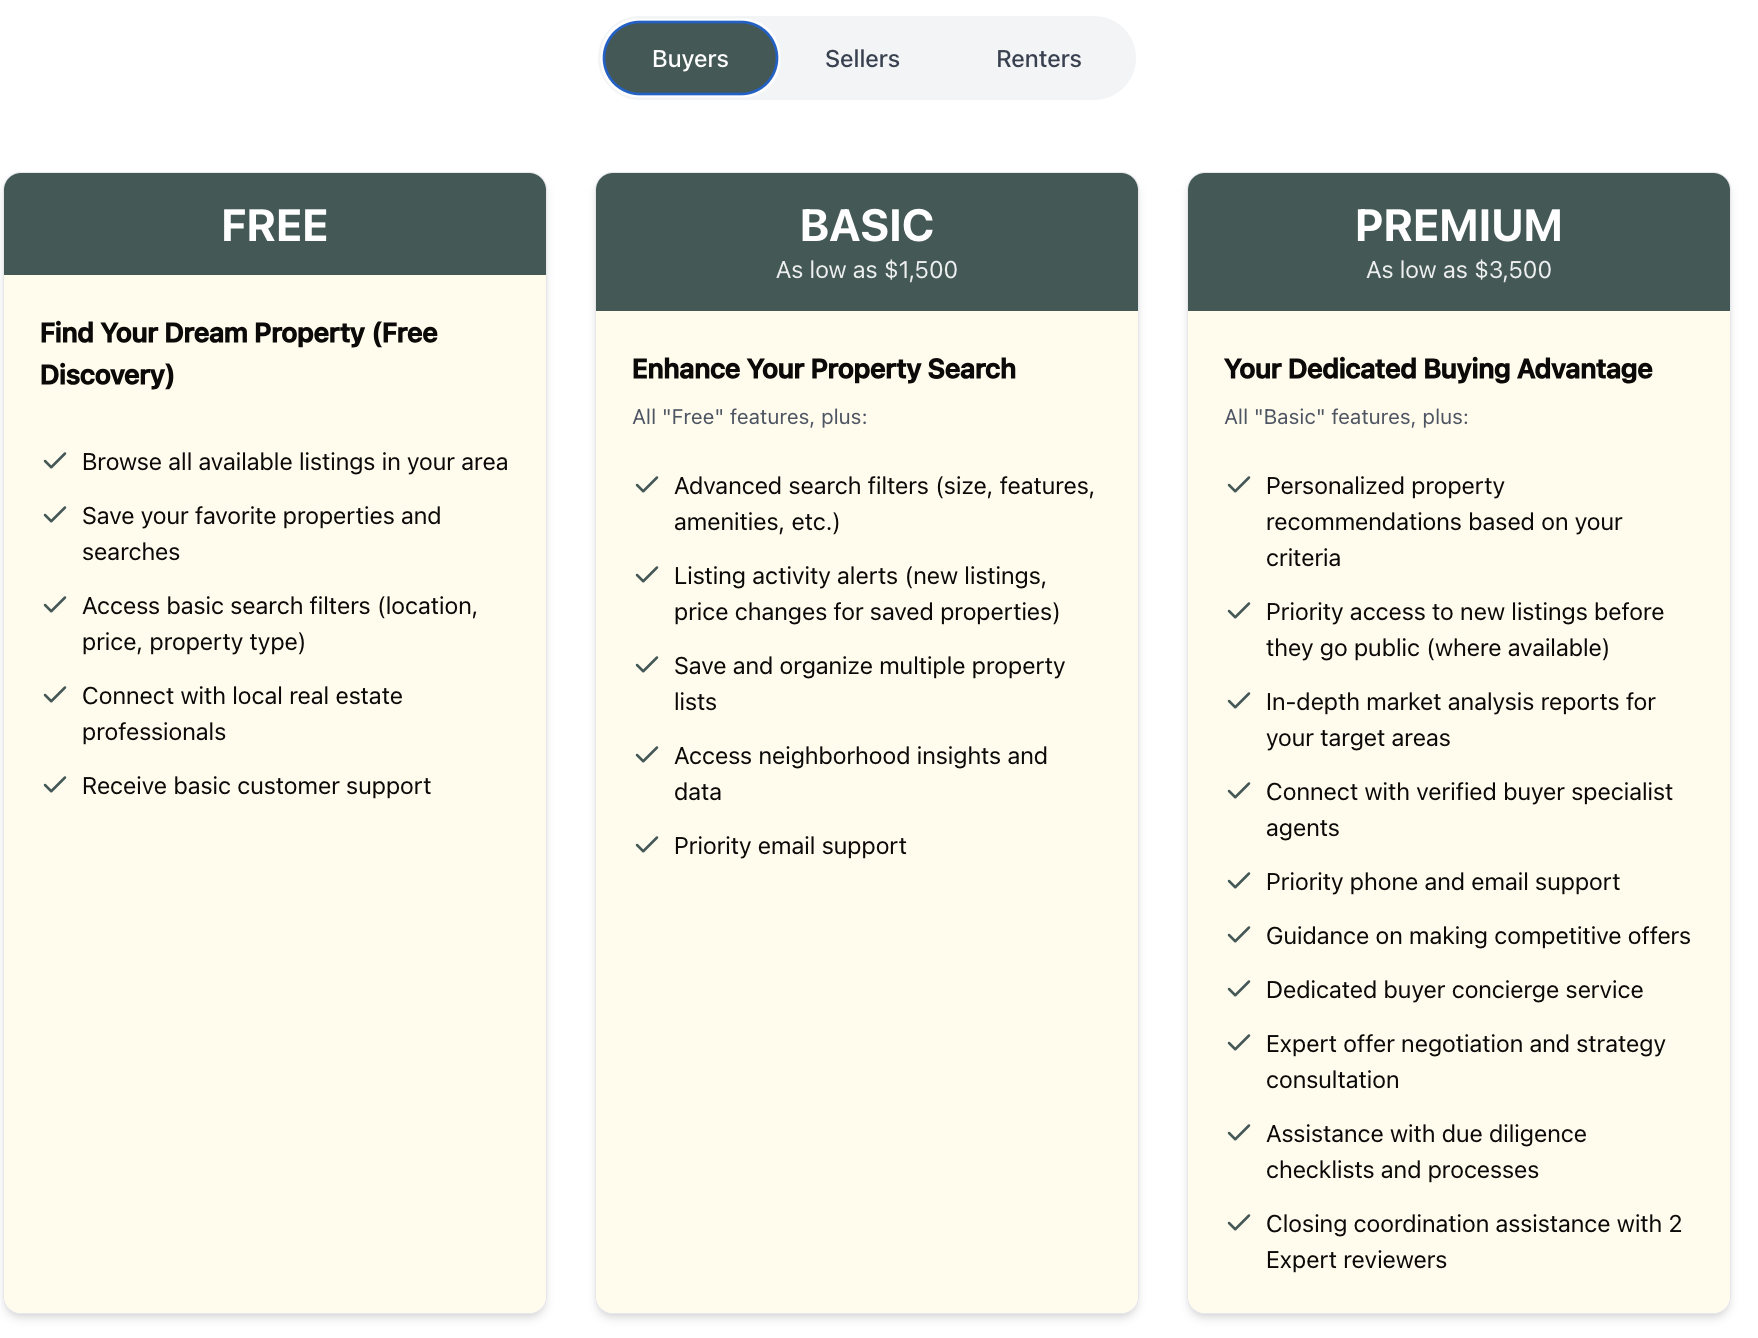 Buyers
Sellers
Renters
FREE
Find Your Dream Property (Free
Discovery)
Browse all available listings in your area
Save your favorite properties and
searches
Access basic search filters (location,
price, property type)
Connect with local real estate
professionals
Receive basic customer support
BASIC
As low as $1,500
Enhance Your Property Search
All "Free" features, plus:
Advanced search filters (size, features,
amenities, etc.)
Listing activity alerts (new listings,
price changes for saved properties)
Save and organize multiple property
lists
Access neighborhood insights and
data
Priority email support
PREMIUM
As low as $3,500
Your Dedicated Buying Advantage
All "Basic" features, plus:
Personalized property
recommendations based on your
criteria
Priority access to new listings before
they go public (where available)
In-depth market analysis reports for
your target areas
Connect with verified buyer specialist
agents
Priority phone and email support
Guidance on making competitive offers
Dedicated buyer concierge service
Expert offer negotiation and strategy
consultation
Assistance with due diligence
checklists and processes
Closing coordination assistance with 2
Expert reviewers